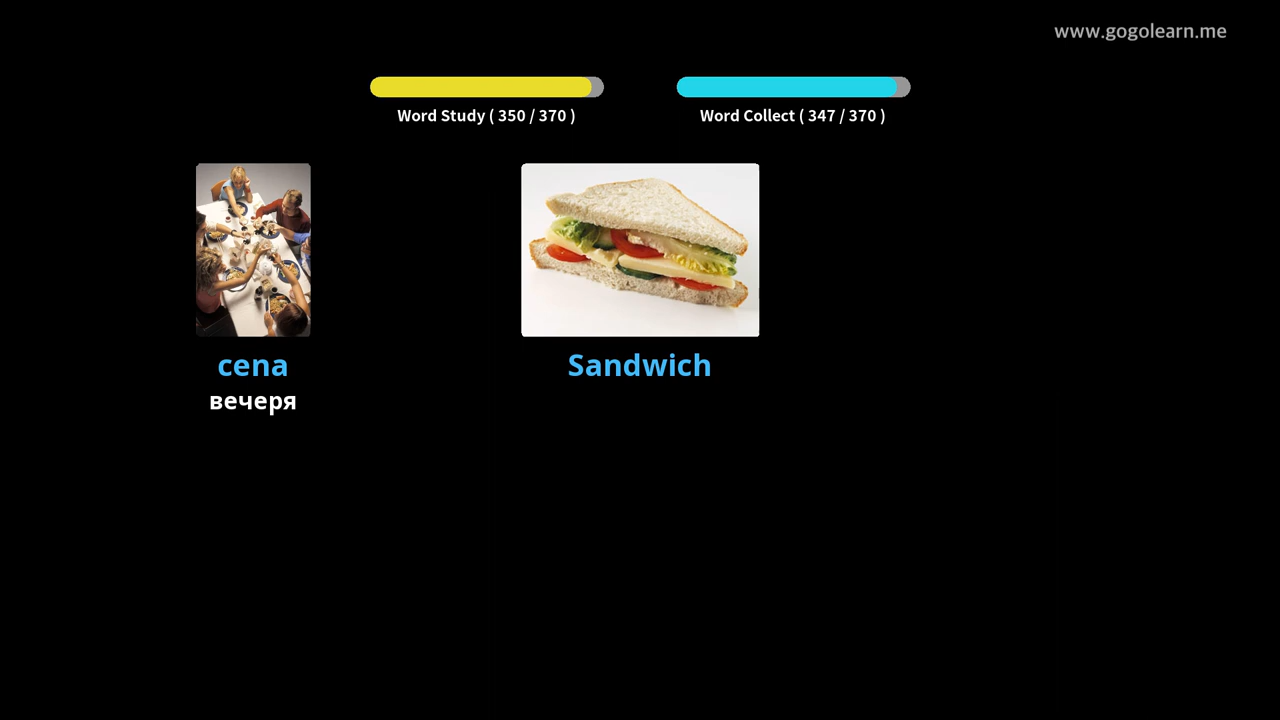 www.gogolearn.me
Word Study ( 350 / 370 )
Word Collect ( 347 / 370 )
cena
вечеря
Sandwich